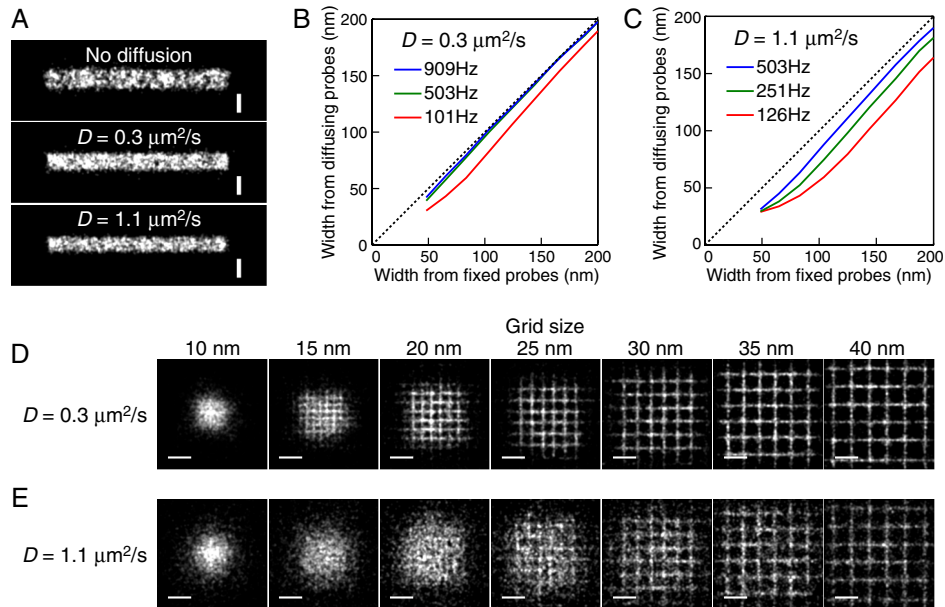 A
No diffusion
D = 0.3 µm²/s
D = 1.1 µm²/s
B
Width from diffusing probes (nm)
200
150
100
50
0
D = 0.3 µm²/s
909Hz
503Hz
101Hz
0 50 100 150 200
Width from fixed probes (nm)
C
Width from diffusing probes (nm)
200
150
100
50
0
D = 1.1 µm²/s
503Hz
251Hz
126Hz
0 50 100 150 200
Width from fixed probes (nm)
Grid size
D
10 nm 15 nm 20 nm 25 nm 30 nm 35 nm 40 nm
D = 0.3 µm²/s
E
D = 1.1 µm²/s